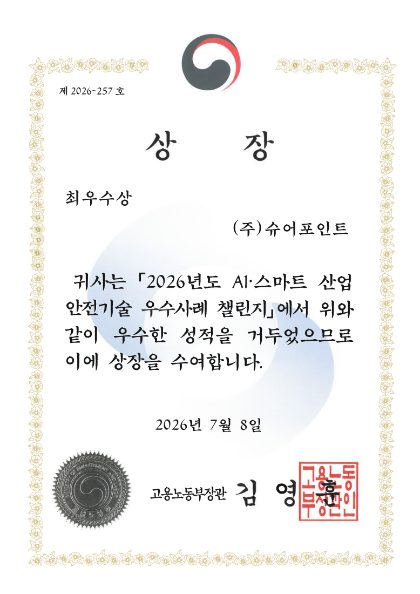 제 2026-257 호
상 장
최우수상
(주)슈어포인트
귀사는 「2026년도 AI·스마트 산업
안전기술 우수사례 챌린지」에서 위와
같이 우수한 성적을 거두었으므로
이에 상장을 수여합니다.
2026년 7월 8일
고용노동부장관 김영훈
고용노동
부장관인